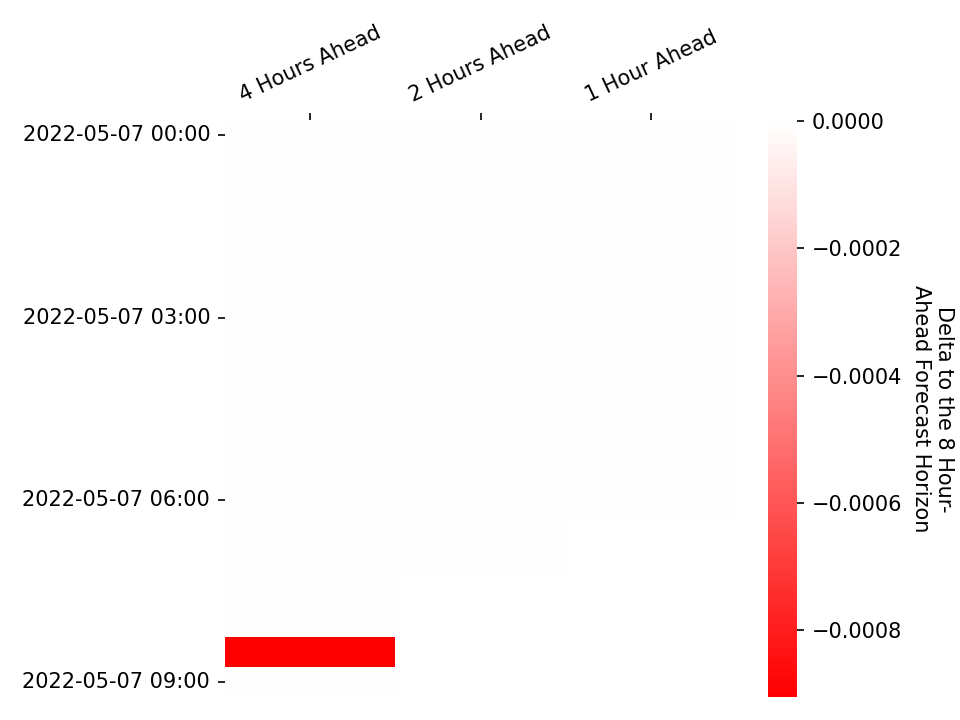 4 Hours Ahead
2 Hours Ahead
1 Hour Ahead
2022-05-07 00:00
2022-05-07 03:00
2022-05-07 06:00
2022-05-07 09:00
0.0000
−0.0002
−0.0004
−0.0006
−0.0008
Delta to the 8 Hour-
Ahead Forecast Horizon